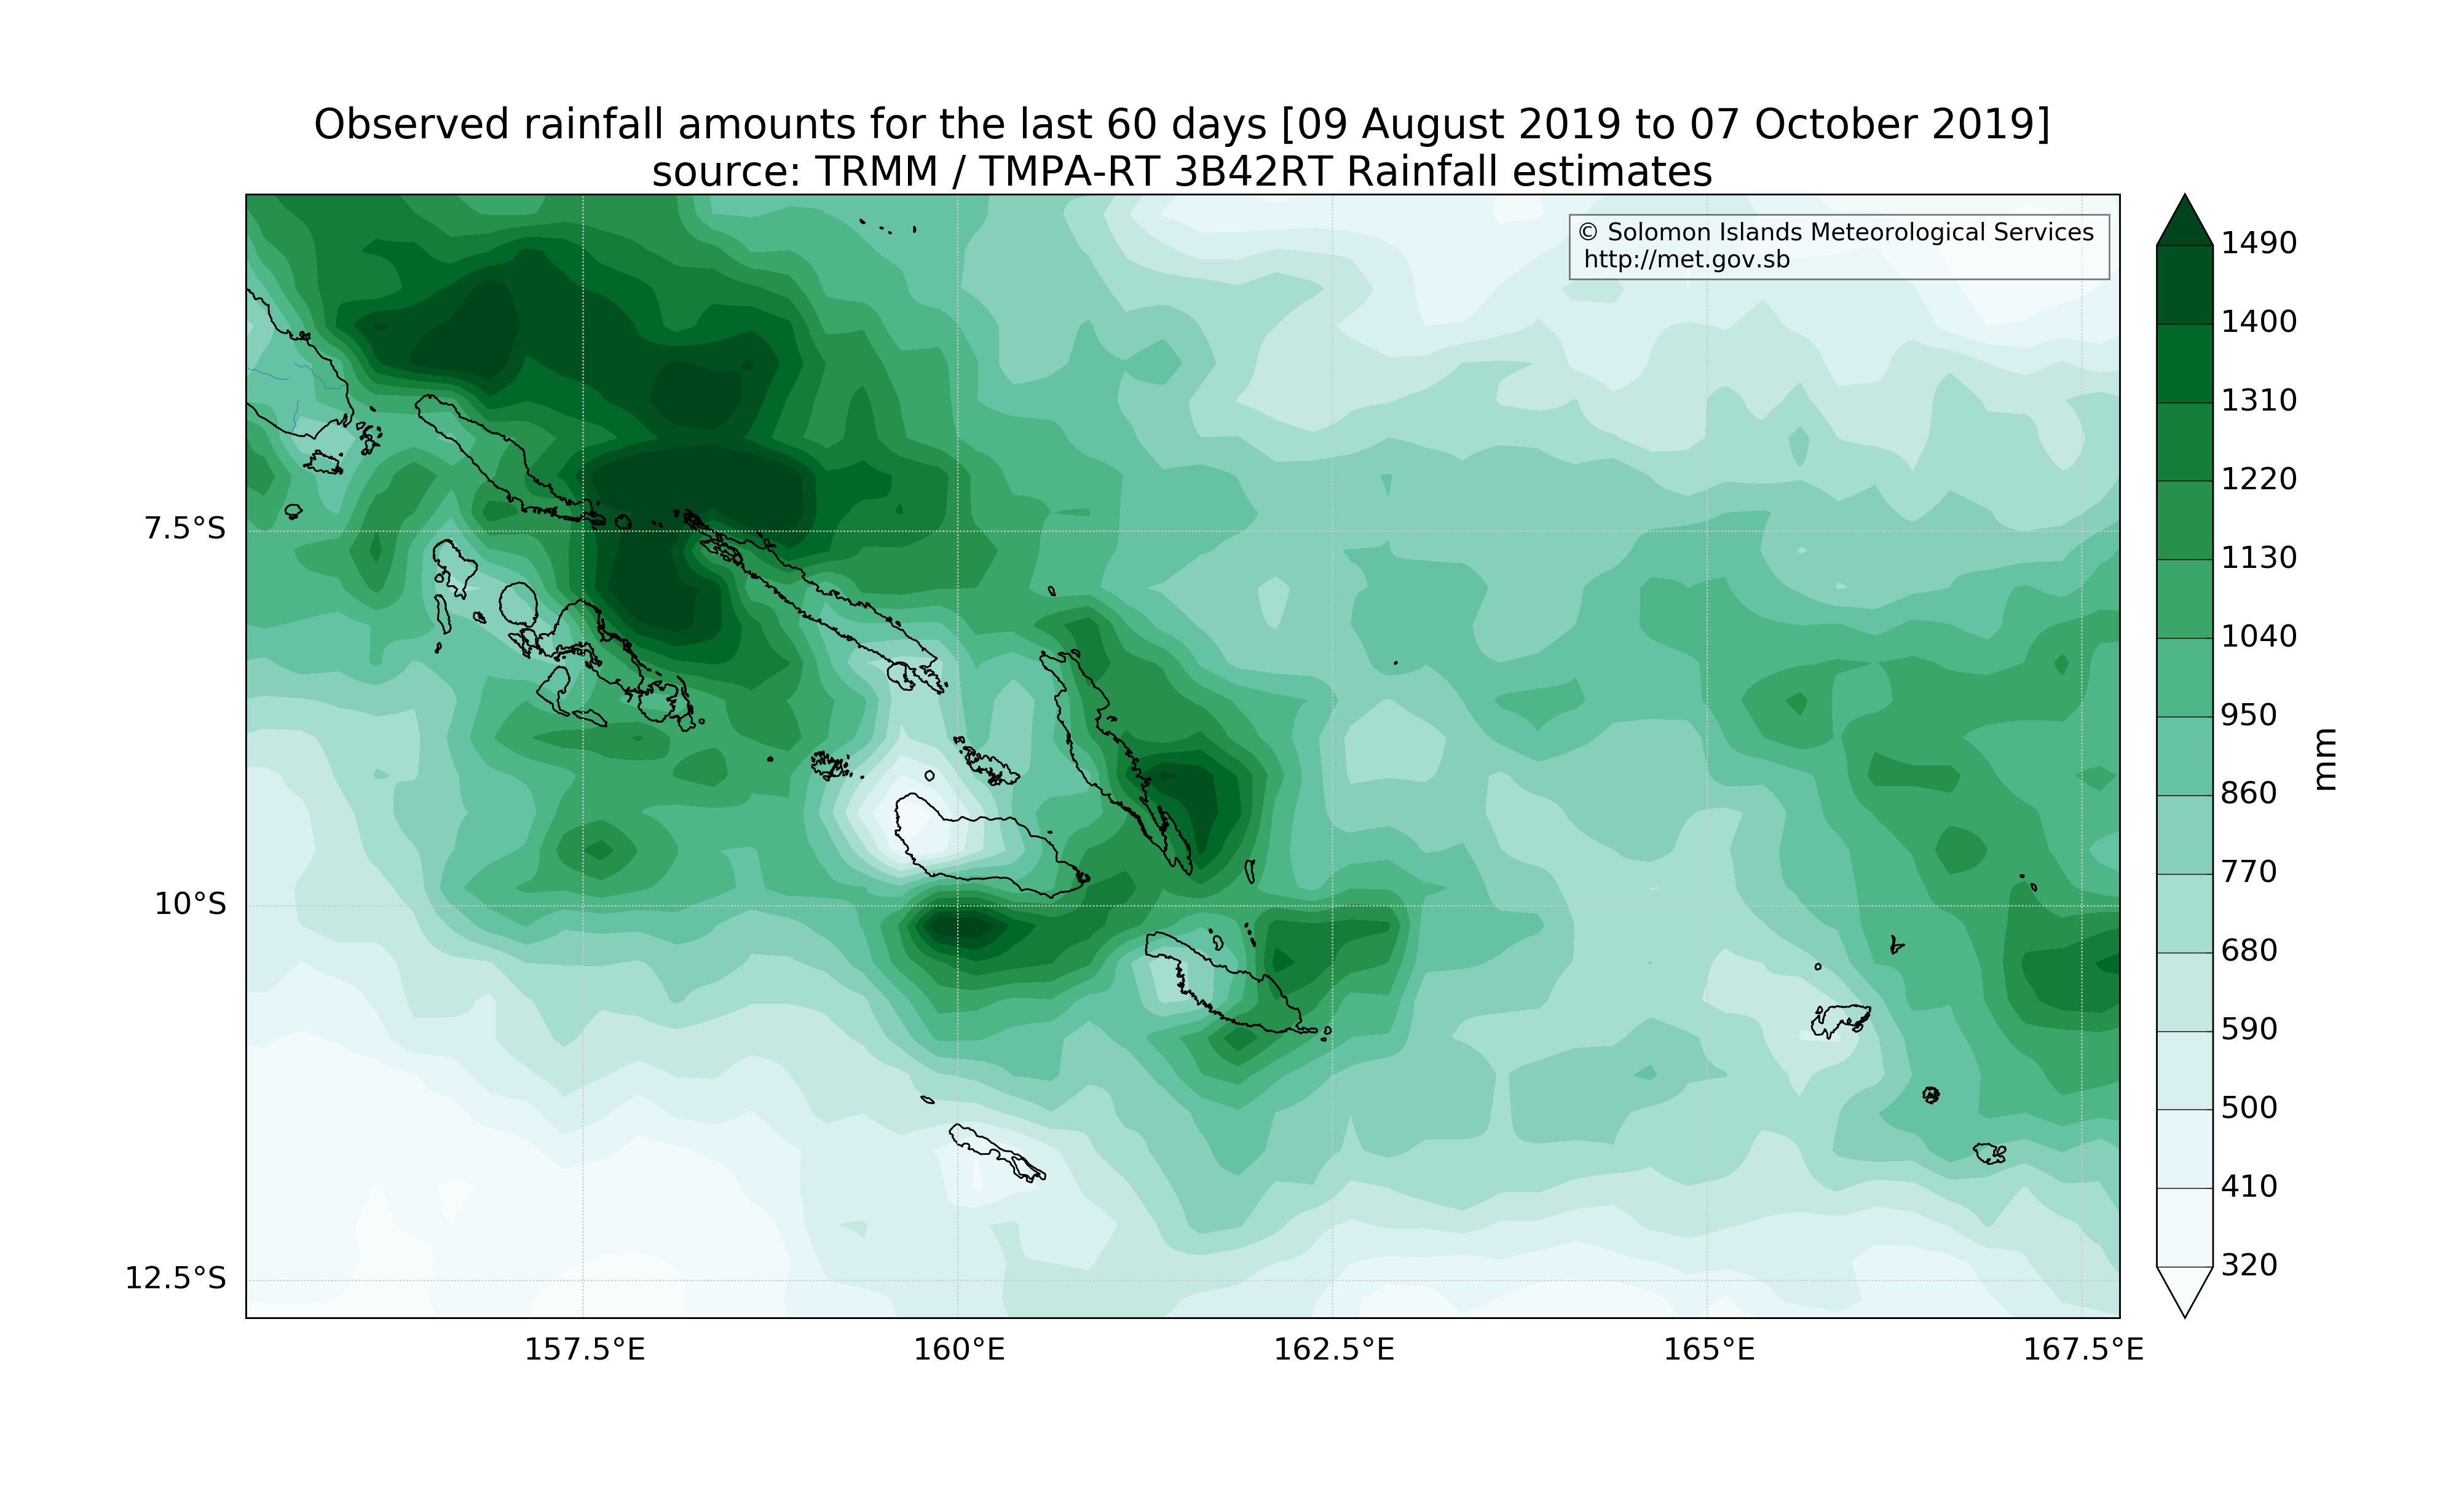 Observed rainfall amounts for the last 60 days [09 August 2019 to 07 October 2019]
source: TRMM / TMPA-RT 3B42RT Rainfall estimates
© Solomon Islands Meteorological Services
http://met.gov.sb
7.5°S
10°S
12.5°S
157.5°E
160°E
162.5°E
165°E
167.5°E
1490
1400
1310
1220
1130
1040
950
860
770
680
590
500
410
320
mm